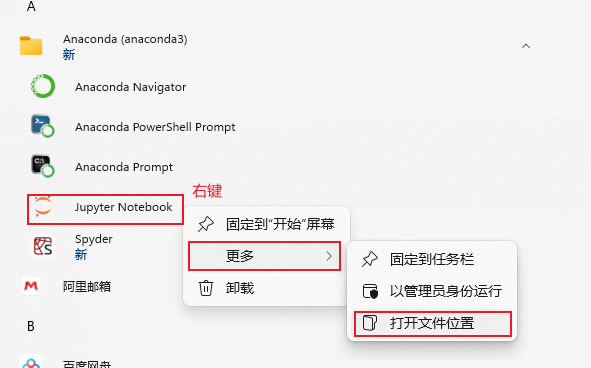 A
Anaconda (anaconda3)
新
Anaconda Navigator
Anaconda PowerShell Prompt
Anaconda Prompt
右键
Jupyter Notebook
固定到“开始”屏幕
Spyder
新
更多
固定到任务栏
阿里邮箱
卸载
以管理员身份运行
B
打开文件位置
百度网盘